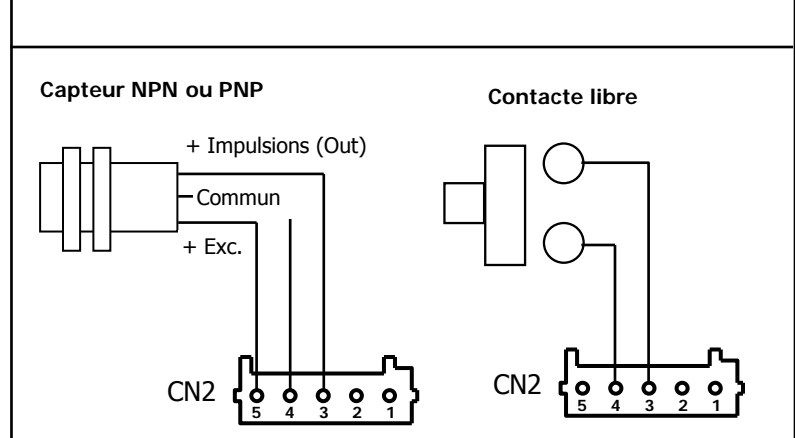 Capteur NPN ou PNP
+ Impulsions (Out)
Commun
+ Exc.
CN2
5 4 3 2 1
Contacte libre
CN2
5 4 3 2 1